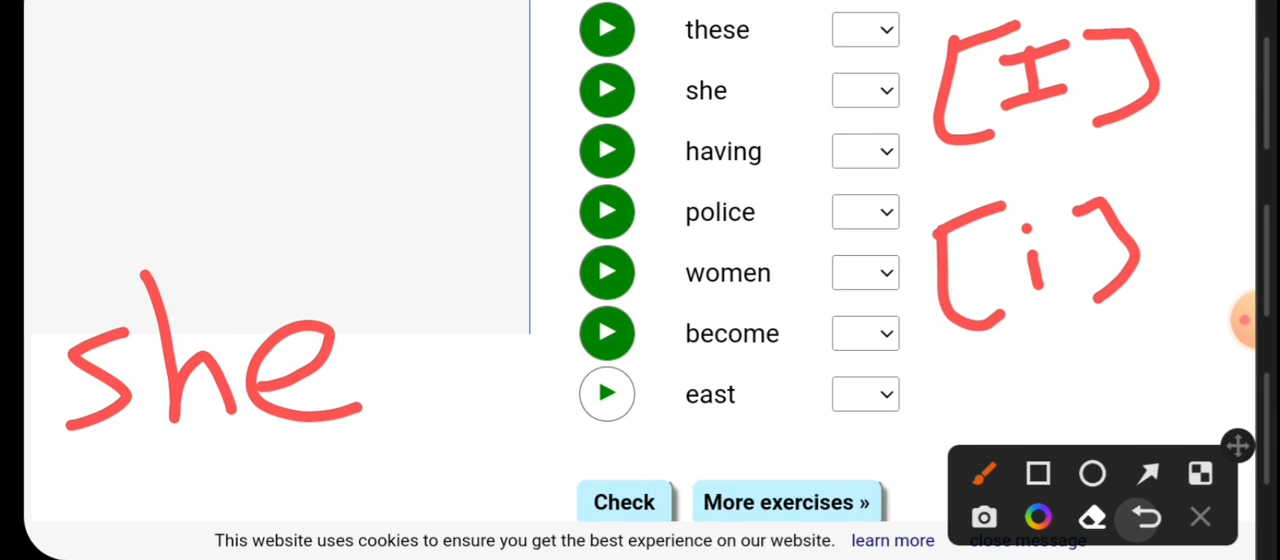 these
[I]
she
having
police
[i]
women
she
become
east
Check
More exercises »
This website uses cookies to ensure you get the best experience on our website. learn more close message